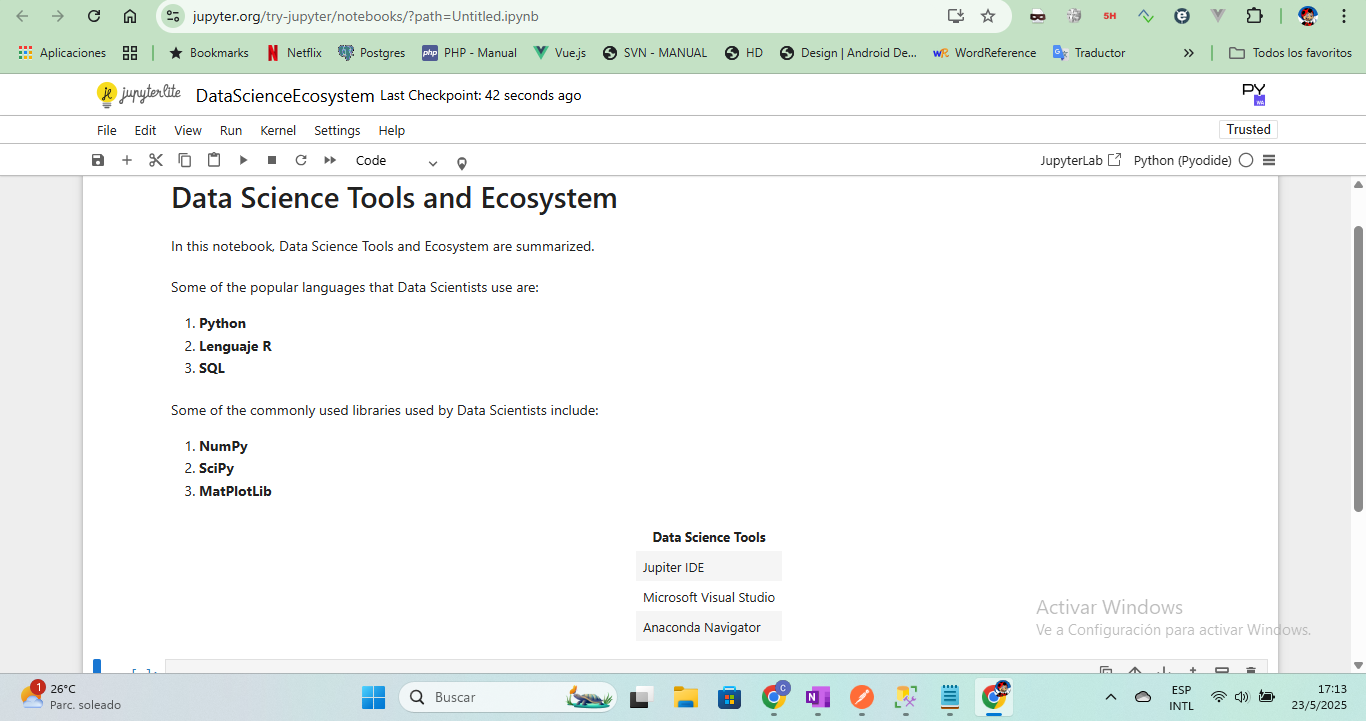 jupyter.org/try-jupyter/notebooks/?path=Untitled.ipynb
SH
Aplicaciones Bookmarks Netflix php Postgres PHP - Manual Vue.js SVN - MANUAL HD Design | Android De... WR WordReference Traductor » Todos los favoritos
jupyterlite DataScienceEcosystem Last Checkpoint: 42 seconds ago PY
File Edit View Run Kernel Settings Help Trusted
Code JupyterLab Python (Pyodide)
Data Science Tools and Ecosystem
In this notebook, Data Science Tools and Ecosystem are summarized.
Some of the popular languages that Data Scientists use are:
1. Python
2. Lenguaje R
3. SQL
Some of the commonly used libraries used by Data Scientists include:
1. NumPy
2. SciPy
3. MatPlotLib
Data Science Tools
Jupiter IDE
Microsoft Visual Studio
Anaconda Navigator
Activar Windows
Ve a Configuración para activar Windows.
[ ]:
1 26°C
Parc. soleado
Buscar
C
N
ESP
INTL
17:13
23/5/2025